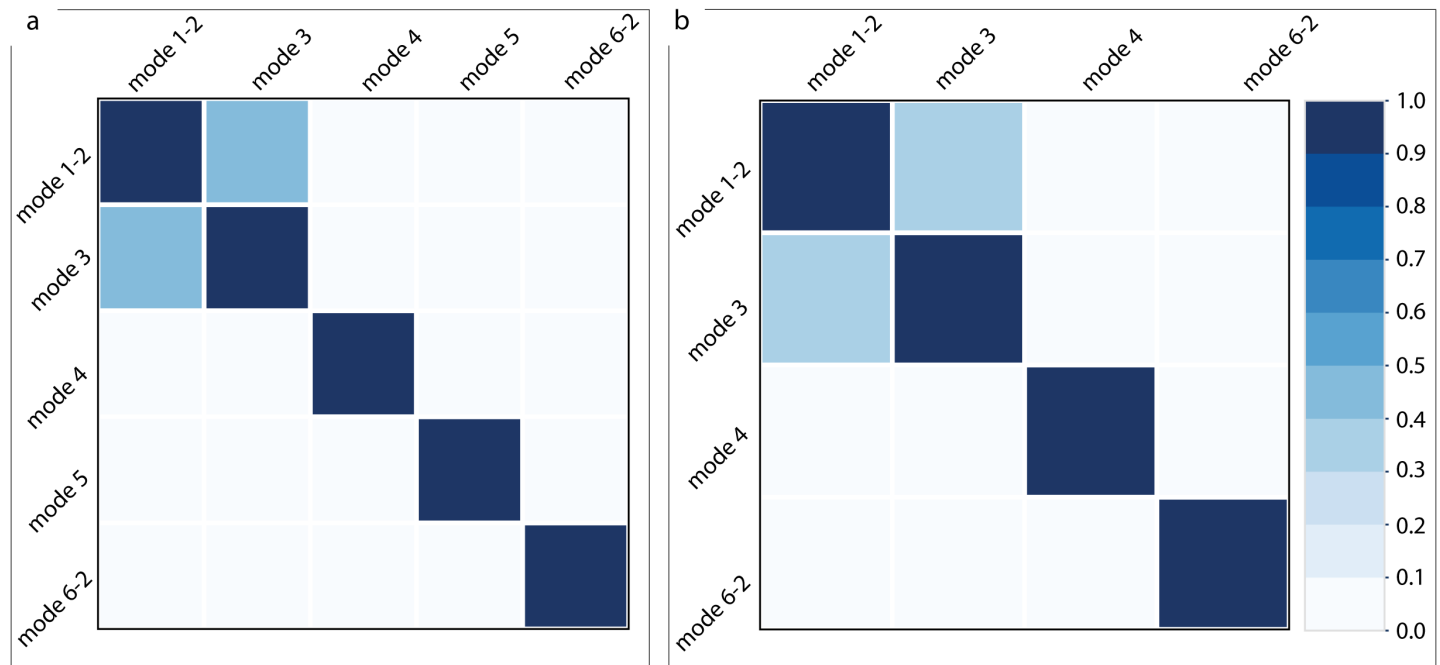 a
mode 1-2
mode 3
mode 4
mode 5
mode 6-2
mode 1-2
mode 3
mode 4
mode 5
mode 6-2
b
mode 1-2
mode 3
mode 4
mode 6-2
mode 1-2
mode 3
mode 4
mode 6-2
1.0
0.9
0.8
0.7
0.6
0.5
0.4
0.3
0.2
0.1
0.0